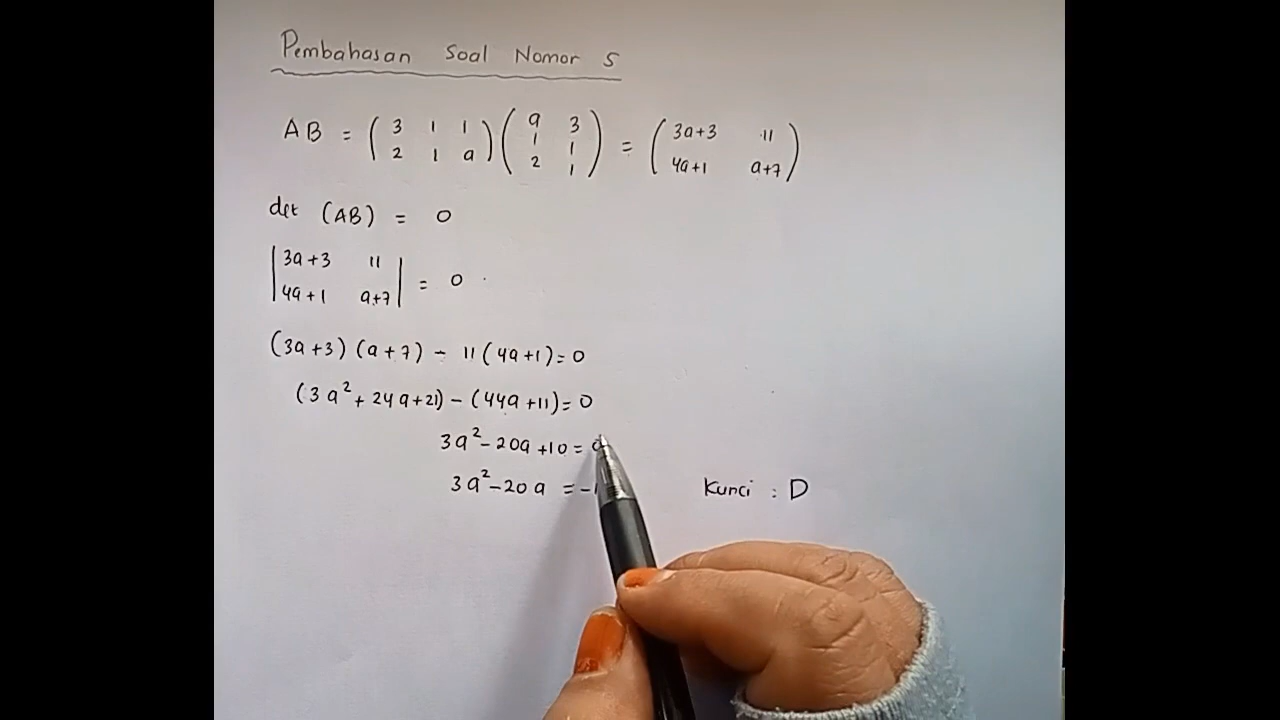 Pembahasan Soal Nomor 5
AB = (3 1 1 / 2 1 a) (a 3 / 1 1 / 2 1) = (3a+3 11 / 4a+1 a+7)
det (AB) = 0
|3a+3 11 / 4a+1 a+7| = 0
(3a+3) (a+7) - 11(4a+1) = 0
(3a²+24a+21) - (44a+11) = 0
3a²-20a+10 = 0
3a²-20a = -1 Kunci : D